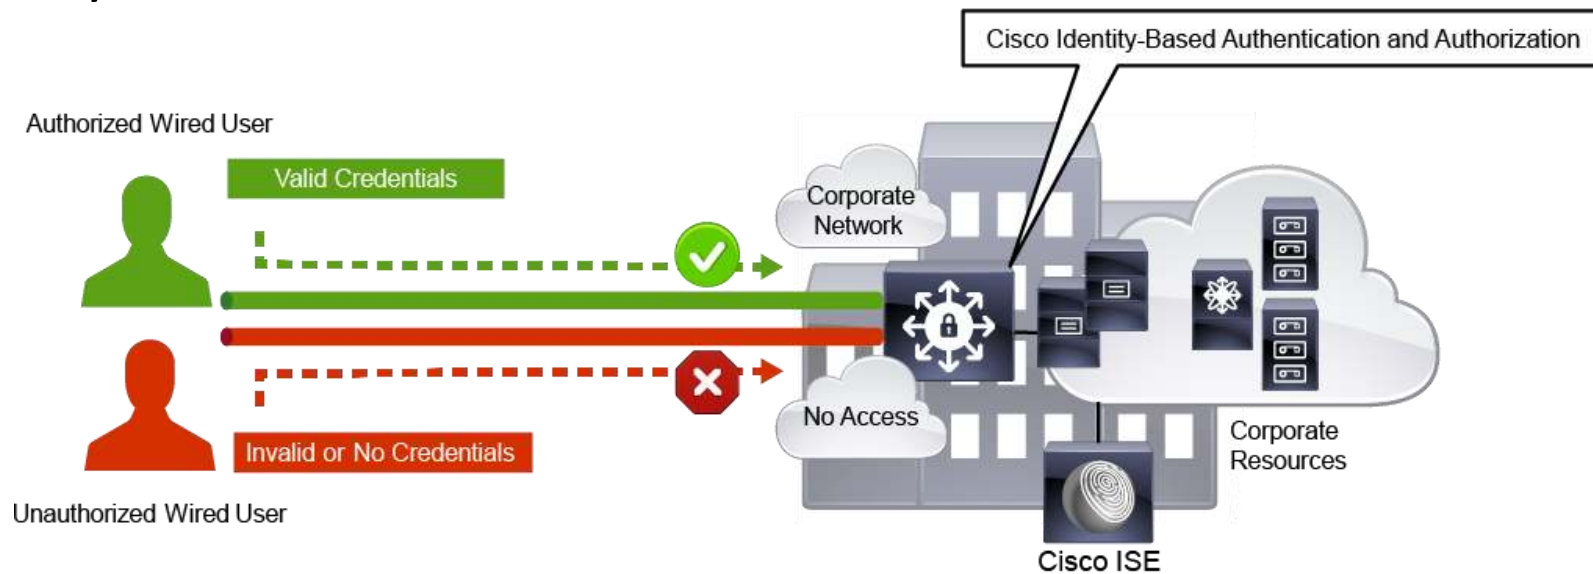 Cisco Identity-Based Authentication and Authorization
Authorized Wired User
Valid Credentials
Corporate
Network
No Access
Invalid or No Credentials
Corporate
Resources
Unauthorized Wired User
Cisco ISE